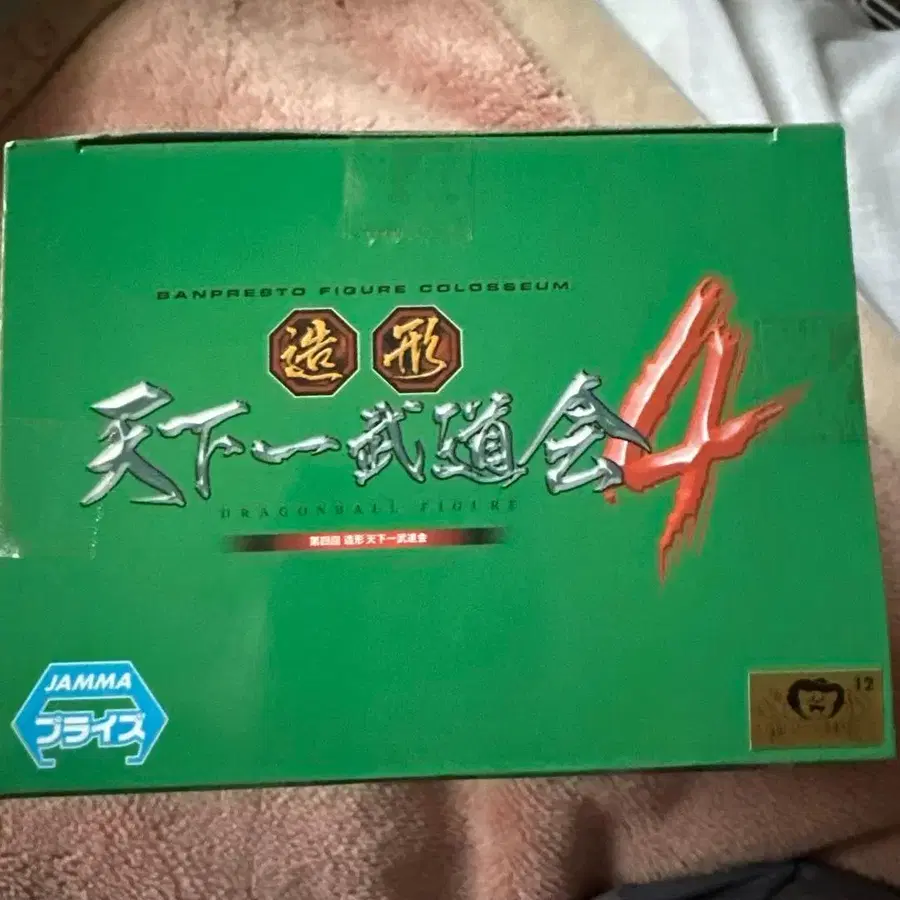 BANPRESTO FIGURE COLOSSEUM
造形
天下一武道会4
DRAGONBALL FIGURE
第四回 造形 天下一武道会
JAMMA
プライズ
12